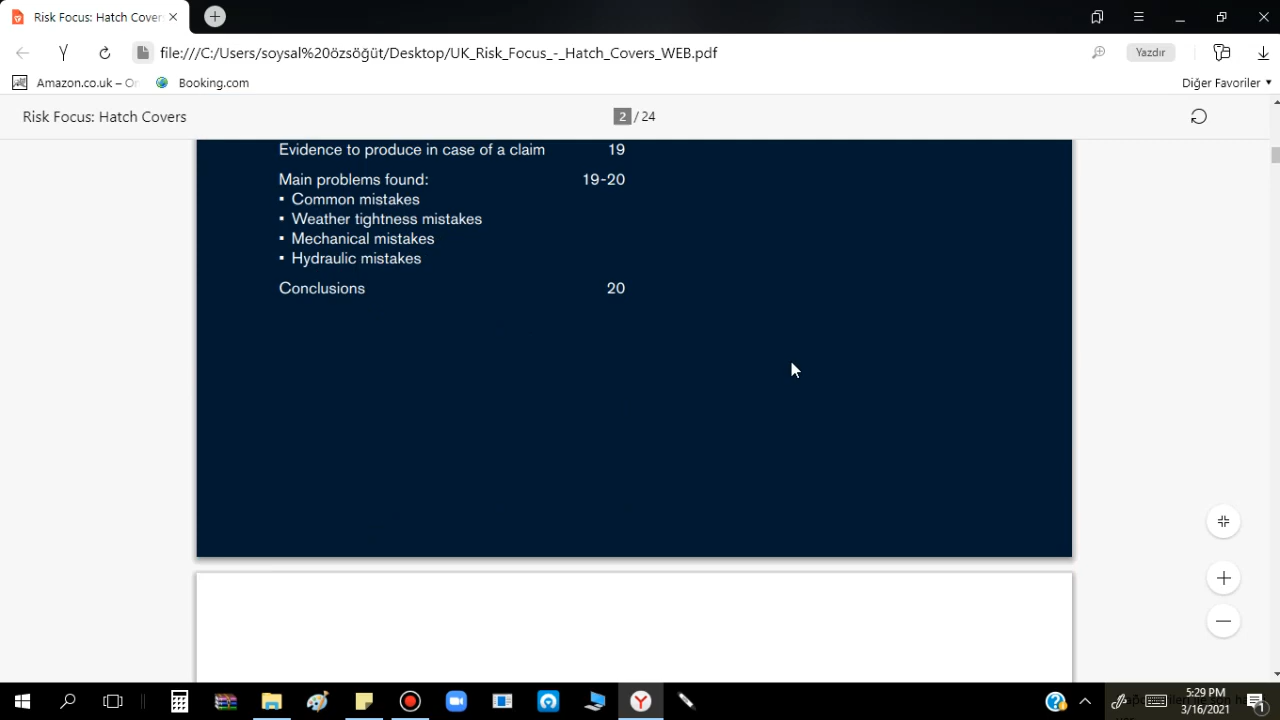 Risk Focus: Hatch Cover
file:///C:/Users/soysal%20özsöğüt/Desktop/UK_Risk_Focus_-_Hatch_Covers_WEB.pdf
Yazdır
Amazon.co.uk – Or
Booking.com
Diğer Favoriler
Risk Focus: Hatch Covers
2 / 24
Evidence to produce in case of a claim 19
Main problems found: 19-20
▪ Common mistakes
▪ Weather tightness mistakes
▪ Mechanical mistakes
▪ Hydraulic mistakes
Conclusions 20
5:29 PM
3/16/2021
1